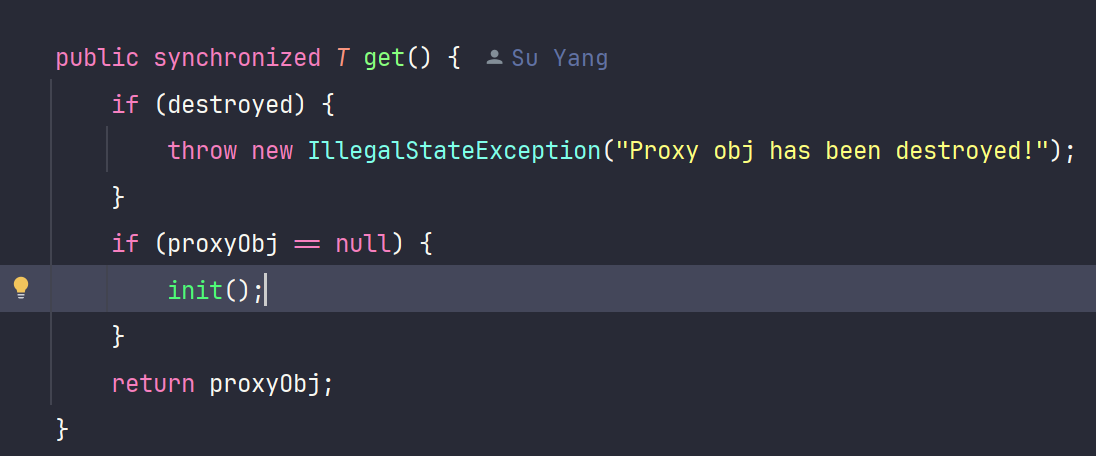 public synchronized T get() { Su Yang
if (destroyed) {
throw new IllegalStateException("Proxy obj has been destroyed!");
}
if (proxyObj == null) {
init();
}
return proxyObj;
}